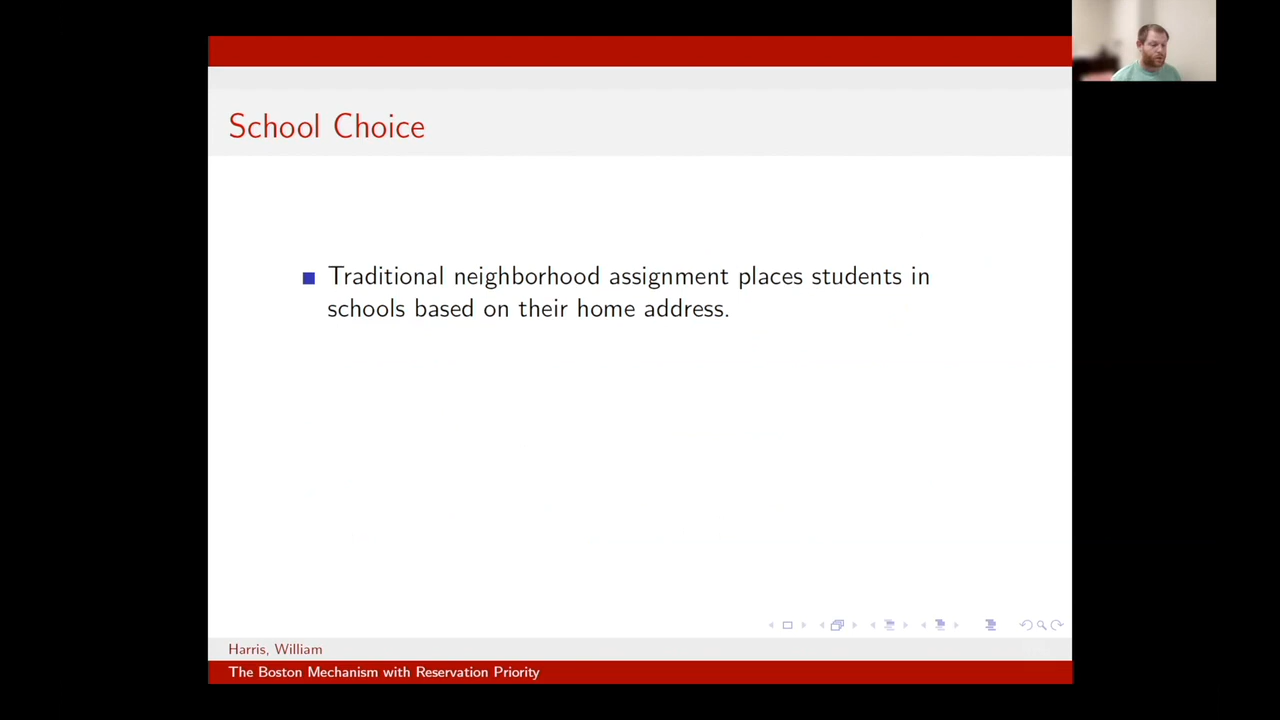 School Choice
Traditional neighborhood assignment places students in
schools based on their home address.
Harris, William
The Boston Mechanism with Reservation Priority